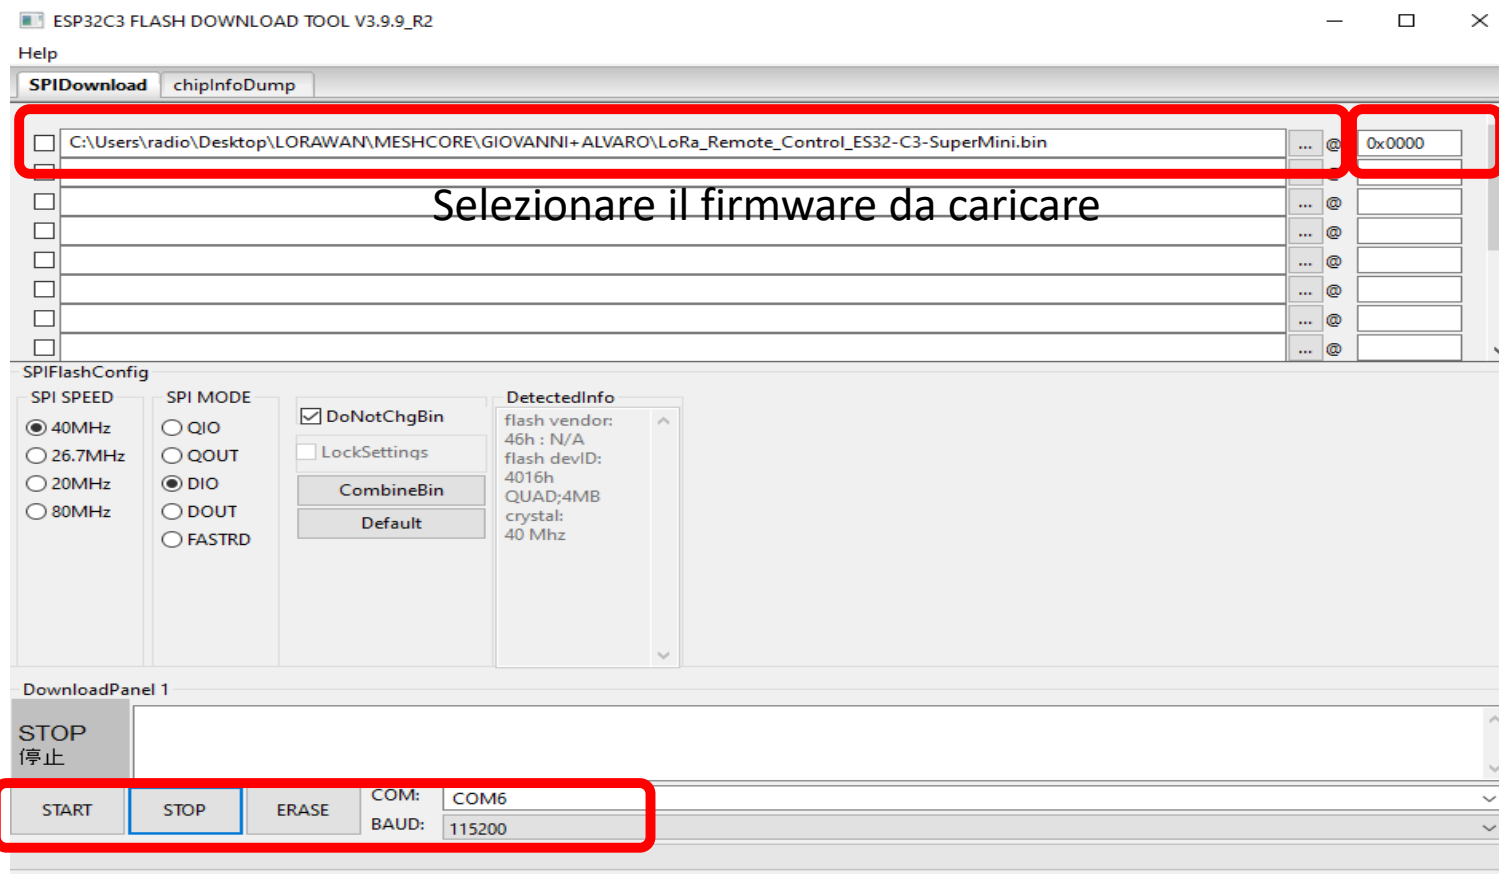 ESP32C3 FLASH DOWNLOAD TOOL V3.9.9_R2
Help
SPIDownload chipInfoDump
C:\Users\radio\Desktop\LORAWAN\MESHCORE\GIOVANNI+ALVARO\LoRa_Remote_Control_ES32-C3-SuperMini.bin ... @ 0x0000
... @
Selezionare il firmware da caricare
... @
... @
... @
... @
... @
... @
SPIFlashConfig
SPI SPEED
40MHz
26.7MHz
20MHz
80MHz
SPI MODE
QIO
QOUT
DIO
DOUT
FASTRD
DoNotChgBin
LockSettings
CombineBin
Default
DetectedInfo
flash vendor:
46h : N/A
flash devID:
4016h
QUAD;4MB
crystal:
40 Mhz
DownloadPanel 1
STOP
停止
START STOP ERASE
COM: COM6
BAUD: 115200